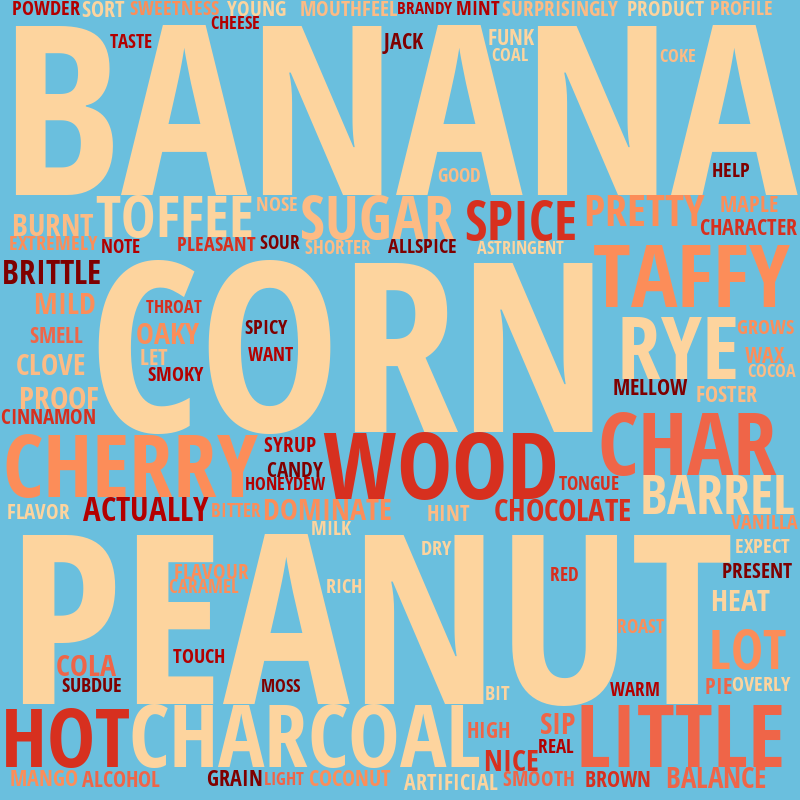 POWDER SORT SWEETNESS YOUNG MOUTHFEEL BRANDY MINT SURPRISINGLY PRODUCT PROFILE
CHEESE
TASTE JACK FUNK
COAL COKE
BANANA
GOOD HELP
BURNT TOFFEE NOSE SUGAR SPICE PRETTY MAPLE
CHARACTER
EXTREMELY NOTE PLEASANT SOUR SHORTER ALLSPICE ASTRINGENT
BRITTLE TAFFY
MILD THROAT
CORN
SMELL OAKY SPICY RYE GROWS
CLOVE LET WANT WAX
SMOKY COCOA
PROOF MELLOW FOSTER
CINNAMON
CHERRY SYRUP WOOD CHAR
CANDY
HONEYDEW TONGUE BARREL
FLAVOR ACTUALLY BITTER DOMINATE HINT CHOCOLATE
MILK VANILLA
DRY EXPECT
PEANUT
FLAVOUR RED PRESENT
CARAMEL RICH HEAT
ROAST
COLA TOUCH LOT
SUBDUE MOSS BIT WARM PIE OVERLY
HOT CHARCOAL HIGH SIP LITTLE
REAL
NICE
MANGO ALCOHOL GRAIN LIGHT COCONUT ARTIFICIAL SMOOTH BROWN BALANCE